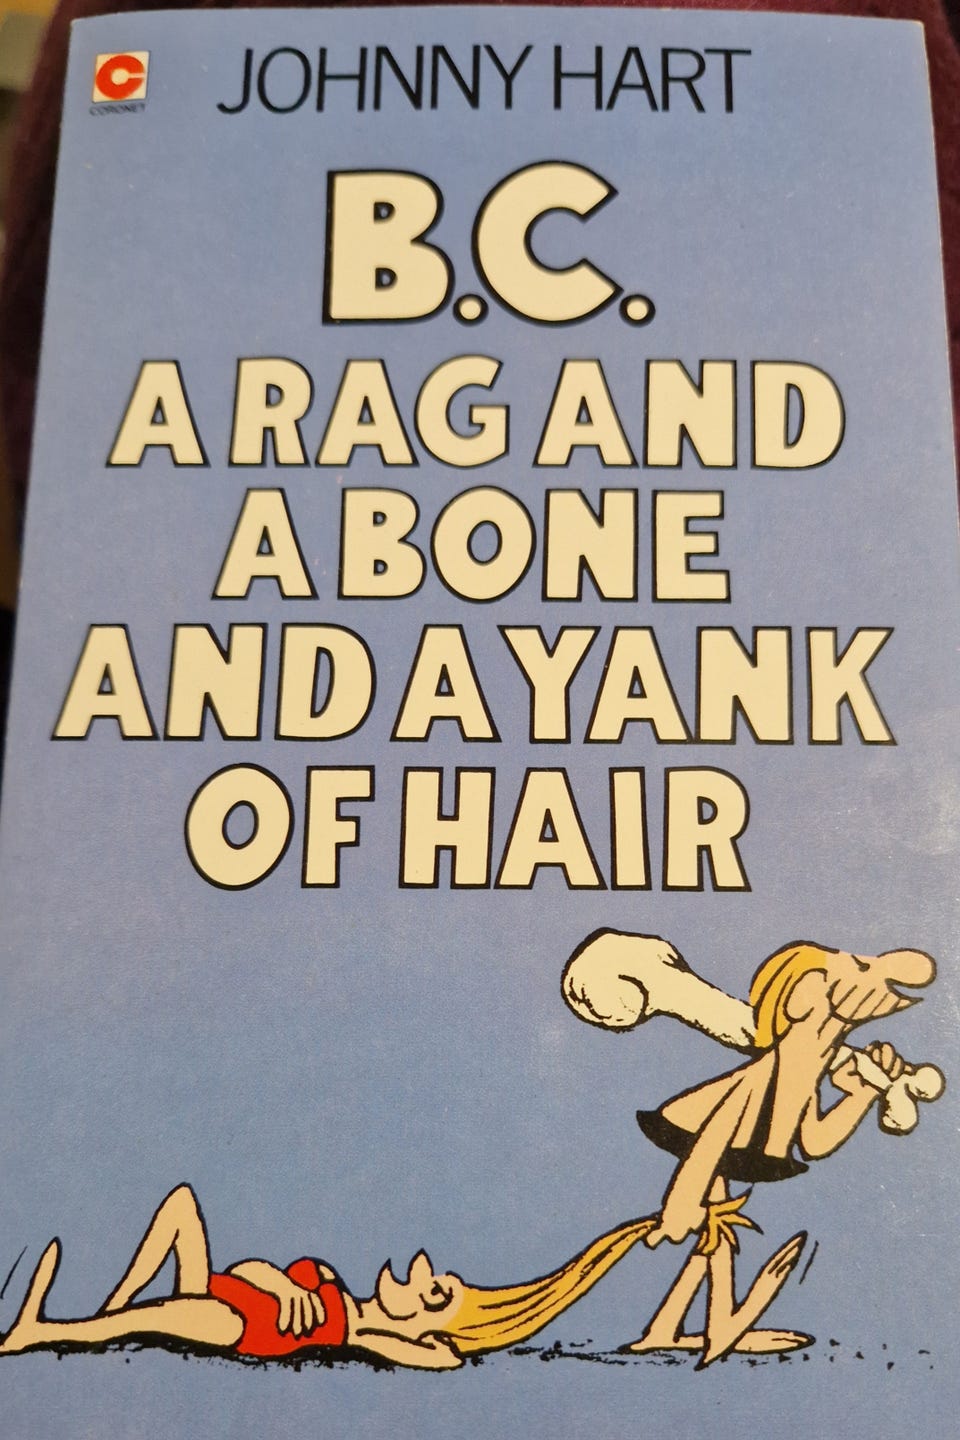 JOHNNY HART
CORONET
B.C.
A RAG AND
A BONE
AND A YANK
OF HAIR